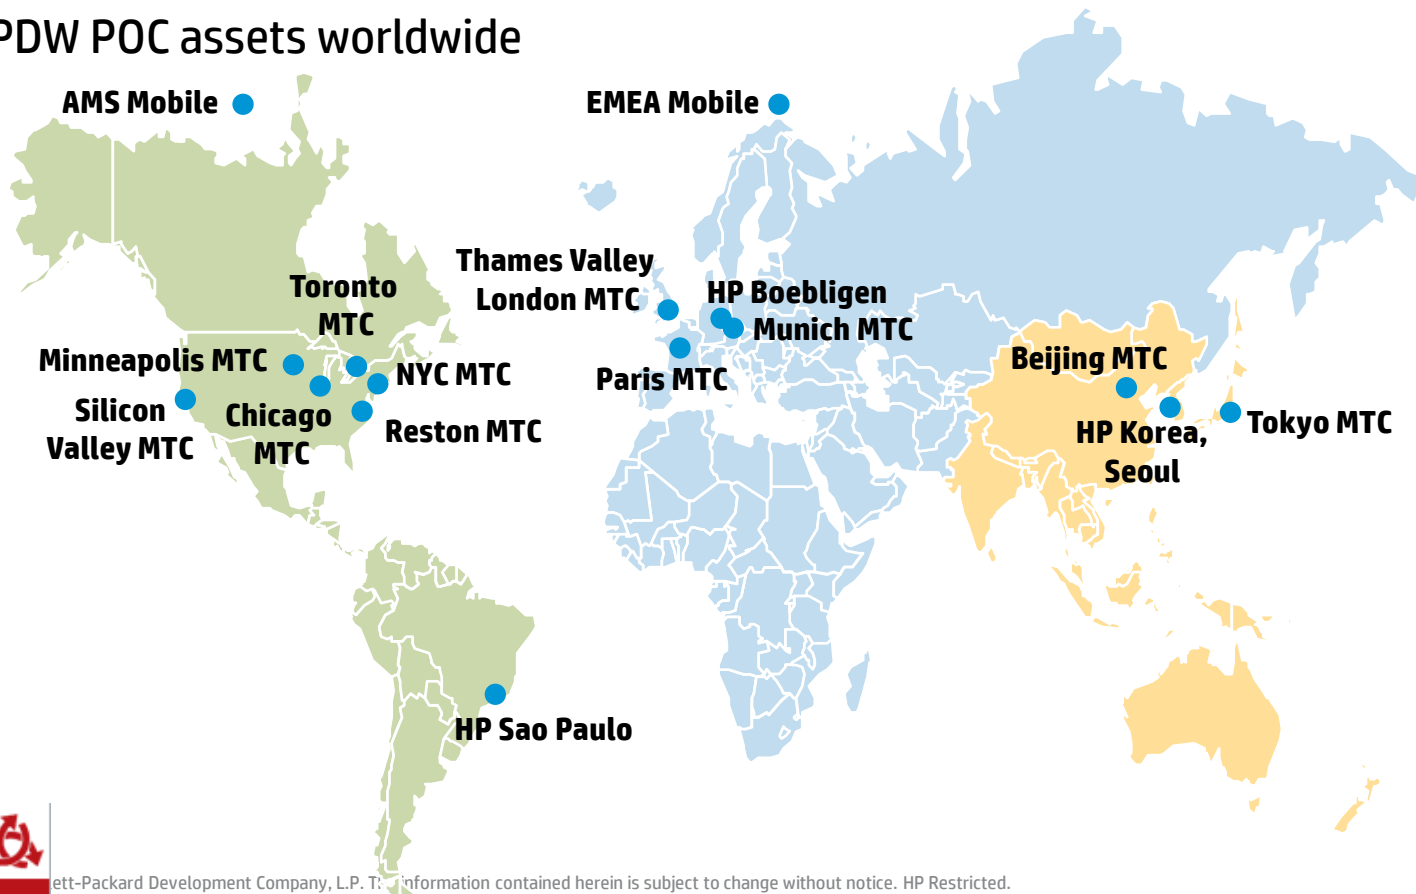 PDW POC assets worldwide
AMS Mobile
EMEA Mobile
Thames Valley
London MTC
HP Boebligen
Munich MTC
Paris MTC
Toronto
MTC
Minneapolis MTC
NYC MTC
Silicon
Valley MTC
Chicago
MTC
Reston MTC
Beijing MTC
HP Korea,
Seoul
Tokyo MTC
HP Sao Paulo
ett-Packard Development Company, L.P. information contained herein is subject to change without notice. HP Restricted.